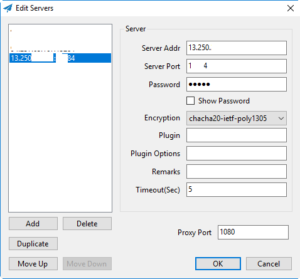 Edit Servers
Server
13.250 : 84
Server Addr 13.250.
Server Port 1 4
Password •••••
Show Password
Encryption chacha20-ietf-poly1305
Plugin
Plugin Options
Remarks
Timeout(Sec) 5
Add Delete
Duplicate
Proxy Port 1080
Move Up Move Down
OK Cancel